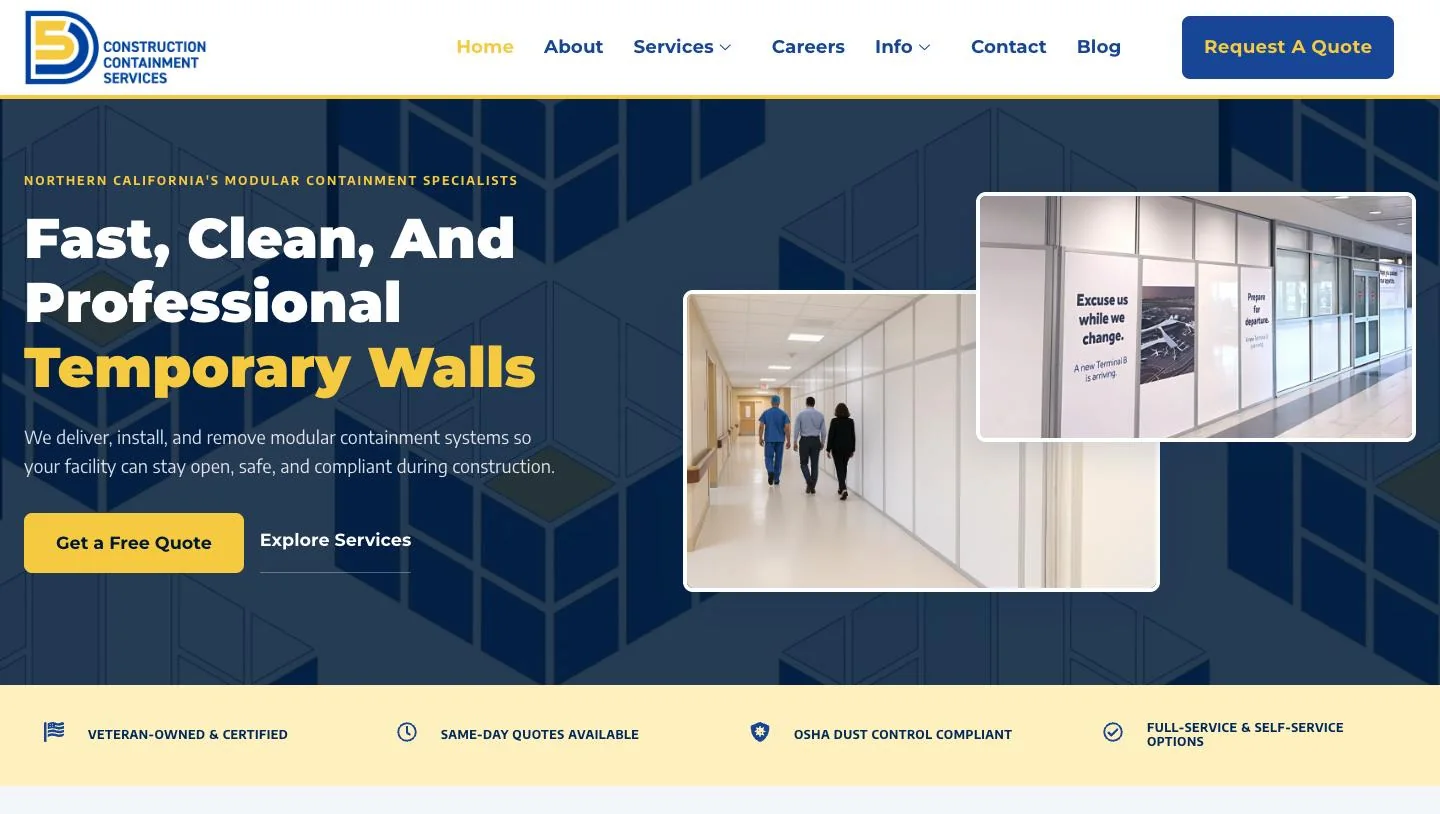 5D
CONSTRUCTION
CONTAINMENT
SERVICES
Home
About
Services
Careers
Info
Contact
Blog
Request A Quote
NORTHERN CALIFORNIA'S MODULAR CONTAINMENT SPECIALISTS
Fast, Clean, And
Professional
Temporary Walls
We deliver, install, and remove modular containment systems so
your facility can stay open, safe, and compliant during construction.
Get a Free Quote
Explore Services
Excuse us
while we
change.
A new Terminal B
is arriving.
Prepare
for
departure.
VETERAN-OWNED & CERTIFIED
SAME-DAY QUOTES AVAILABLE
OSHA DUST CONTROL COMPLIANT
FULL-SERVICE & SELF-SERVICE
OPTIONS